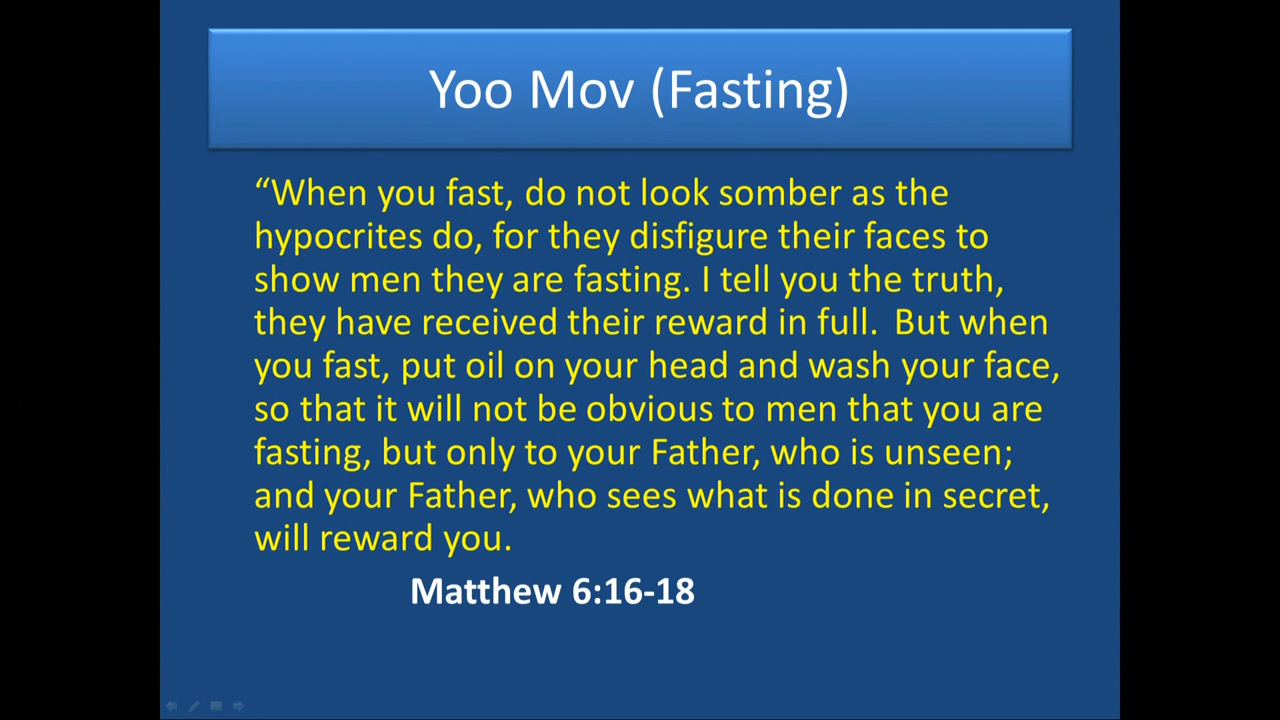 Yoo Mov (Fasting)
“When you fast, do not look somber as the
hypocrites do, for they disfigure their faces to
show men they are fasting. I tell you the truth,
they have received their reward in full.  But when
you fast, put oil on your head and wash your face,
so that it will not be obvious to men that you are
fasting, but only to your Father, who is unseen;
and your Father, who sees what is done in secret,
will reward you.
Matthew 6:16-18